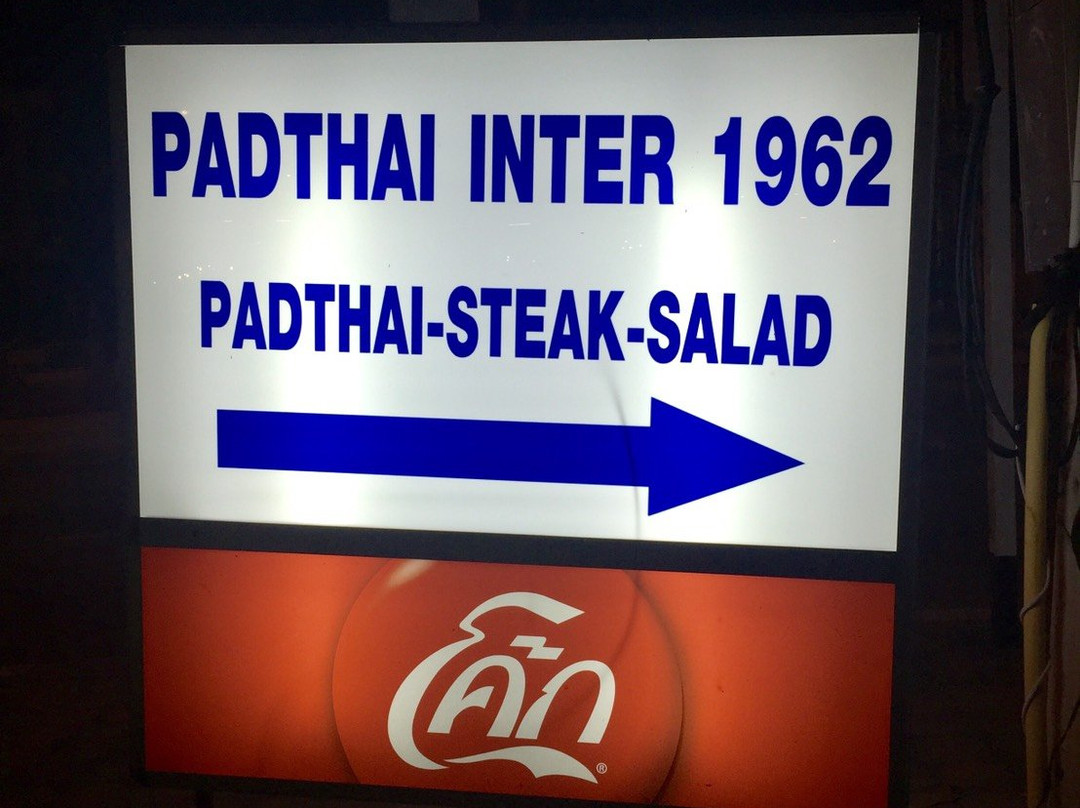 PADTHAI INTER 1962
PADTHAI-STEAK-SALAD
โค้ก
®